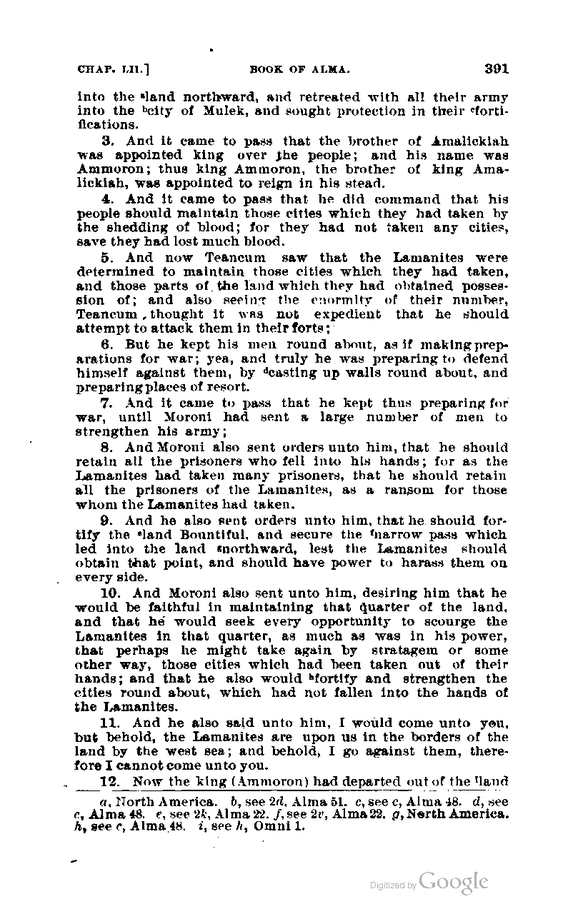 CHAP. LII.] BOOK OF ALMA. 391
into the ᵃland northward, and retreated with all their army
into the ᵇcity of Mulek, and sought protection in their ᶜforti-
fications.
3. And it came to pass that the brother of Amalickiah
was appointed king over the people; and his name was
Ammoron; thus king Ammoron, the brother of king Ama-
lickiah, was appointed to reign in his stead.
4. And it came to pass that he did command that his
people should maintain those cities which they had taken by
the shedding of blood; for they had not taken any cities,
save they had lost much blood.
5. And now Teancum saw that the Lamanites were
determined to maintain those cities which they had taken,
and those parts of the land which they had obtained posses-
sion of; and also seeing the enormity of their number,
Teancum thought it was not expedient that he should
attempt to attack them in their forts;
6. But he kept his men round about, as if making prep-
arations for war; yea, and truly he was preparing to defend
himself against them, by ᵈcasting up walls round about, and
preparing places of resort.
7. And it came to pass that he kept thus preparing for
war, until Moroni had sent a large number of men to
strengthen his army;
8. And Moroni also sent orders unto him, that he should
retain all the prisoners who fell into his hands; for as the
Lamanites had taken many prisoners, that he should retain
all the prisoners of the Lamanites, as a ransom for those
whom the Lamanites had taken.
9. And he also sent orders unto him, that he should for-
tify the ᵉland Bountiful, and secure the ᶠnarrow pass which
led into the land ᵍnorthward, lest the Lamanites should
obtain that point, and should have power to harass them on
every side.
10. And Moroni also sent unto him, desiring him that he
would be faithful in maintaining that quarter of the land,
and that he would seek every opportunity to scourge the
Lamanites in that quarter, as much as was in his power,
that perhaps he might take again by stratagem or some
other way, those cities which had been taken out of their
hands; and that he also would ʰfortify and strengthen the
cities round about, which had not fallen into the hands of
the Lamanites.
11. And he also said unto him, I would come unto you,
but behold, the Lamanites are upon us in the borders of the
land by the west sea; and behold, I go against them, there-
fore I cannot come unto you.
12. Now the king (Ammoron) had departed out of the ⁱland
a, North America. b, see 2d, Alma 51. c, see c, Alma 48. d, see
c, Alma 48. e, see 2k, Alma 22. f, see 2v, Alma 22. g, North America.
h, see c, Alma 48. i, see h, Omni 1.
Digitized by Google